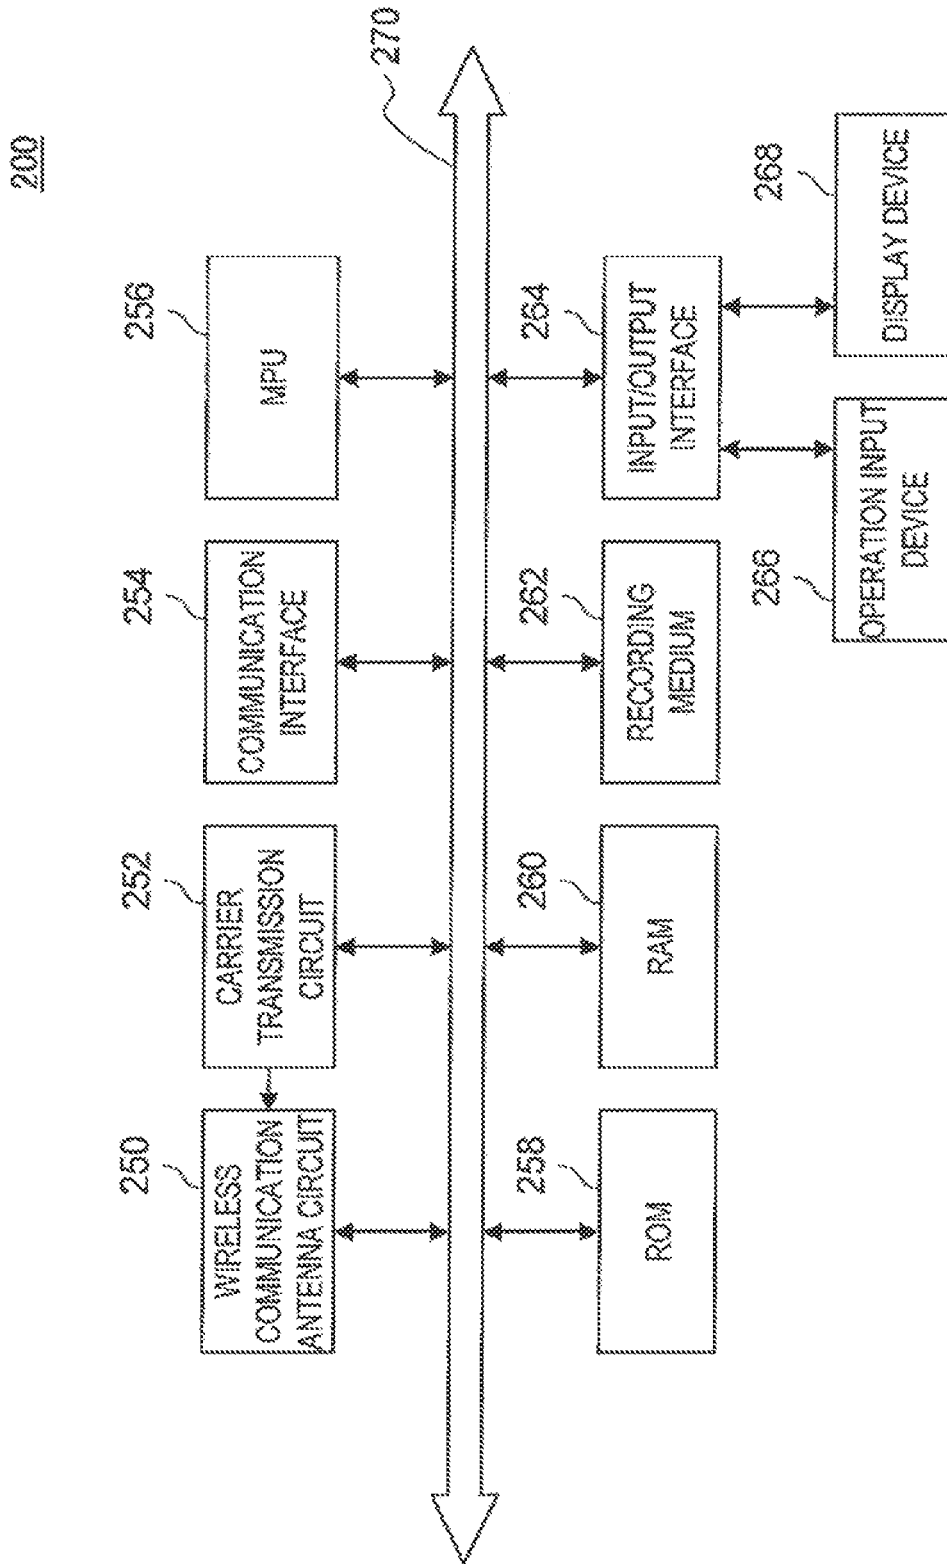 200
250
WIRELESS
COMMUNICATION
ANTENNA CIRCUIT
252
CARRIER
TRANSMISSION
CIRCUIT
254
COMMUNICATION
INTERFACE
256
MPU
270
258
ROM
260
RAM
262
RECORDING
MEDIUM
264
INPUT/OUTPUT
INTERFACE
266
OPERATION INPUT
DEVICE
268
DISPLAY DEVICE